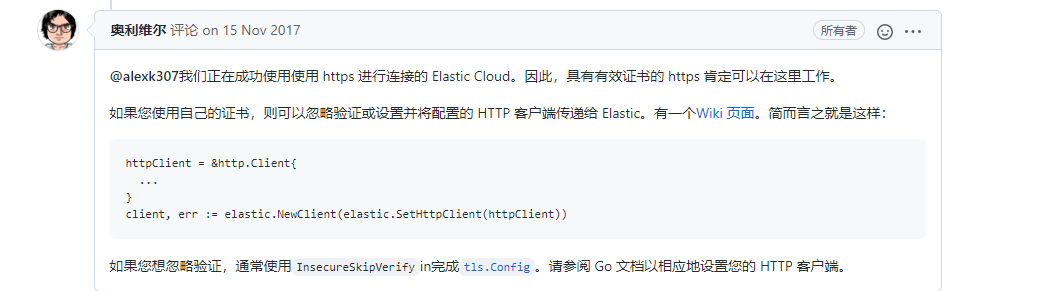 奥利维尔 评论 on 15 Nov 2017 所有者
@alexk307我们正在成功使用使用 https 进行连接的 Elastic Cloud。因此，具有有效证书的 https 肯定可以在这里工作。
如果您使用自己的证书，则可以忽略验证或设置并将配置的 HTTP 客户端传递给 Elastic。有一个Wiki 页面。简而言之就是这样：
httpClient = &http.Client{
...
}
client, err := elastic.NewClient(elastic.SetHttpClient(httpClient))
如果您想忽略验证，通常使用 InsecureSkipVerify in完成 tls.Config 。请参阅 Go 文档以相应地设置您的 HTTP 客户端。